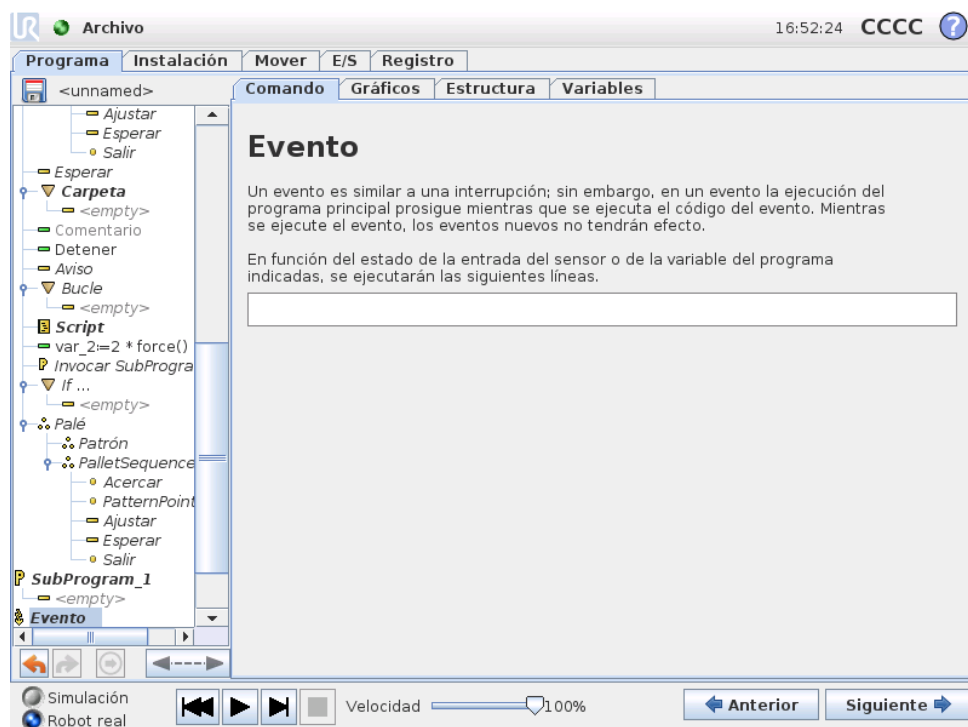 UR Archivo 16:52:24 CCCC ?
Programa Instalación Mover E/S Registro
<unnamed> Comando Gráficos Estructura Variables
Ajustar
Esperar
Salir
Esperar
Carpeta
<empty>
Comentario
Detener
Aviso
Bucle
<empty>
Script
var_2:=2 * force()
P Invocar SubProgra
If ...
<empty>
Palé
Patrón
PalletSequence
Acercar
PatternPoint
Ajustar
Esperar
Salir
P SubProgram_1
<empty>
Evento
Evento
Un evento es similar a una interrupción; sin embargo, en un evento la ejecución del
programa principal prosigue mientras que se ejecuta el código del evento. Mientras
se ejecute el evento, los eventos nuevos no tendrán efecto.
En función del estado de la entrada del sensor o de la variable del programa
indicadas, se ejecutarán las siguientes líneas.
Simulación
Robot real
Velocidad 100%
Anterior Siguiente